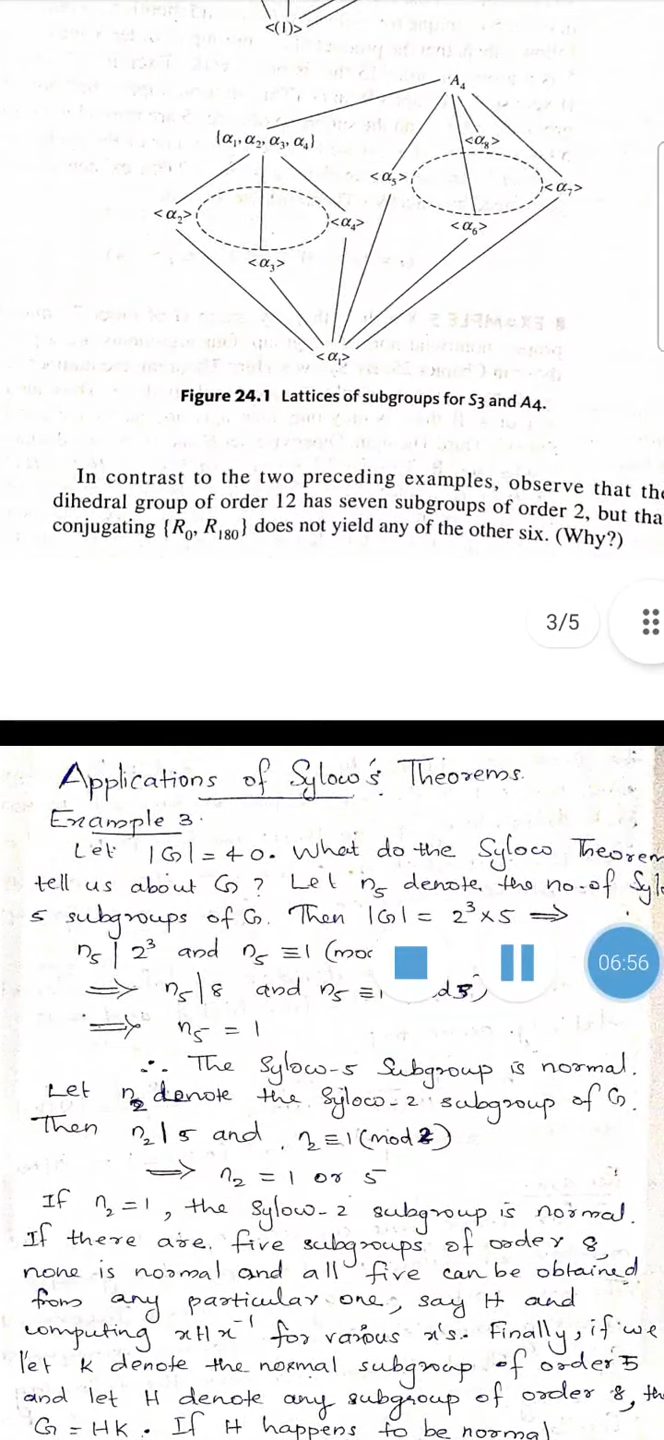 <(1)>
A₄
{α₁, α₂, α₃, α₄}
<α₈>
<α₅>
<α₇>
<α₂>
<α₄>
<α₆>
<α₃>
<α₁>
Figure 24.1 Lattices of subgroups for S3 and A4.
In contrast to the two preceding examples, observe that the
dihedral group of order 12 has seven subgroups of order 2, but tha
conjugating {R₀, R₁₈₀} does not yield any of the other six. (Why?)
3/5
Applications of Sylow's Theorems.
Example 3.
Let |G| = 40. What do the Sylow Theorem
tell us about G? Let n₅ denote the no. of Syl
5 subgroups of G. Then |G| = 2³×5 ⟹
n₅ | 2³ and n₅ ≡ 1 (mo
06:56
⟹ n₅ | 8 and n₅ ≡ 1 d 5)
⟹ n₅ = 1
∴ The Sylow-5 Subgroup is normal.
Let n₂ denote the Sylow-2 subgroup of G.
Then n₂ | 5 and n₂ ≡ 1 (mod 2)
⟹ n₂ = 1 or 5
If n₂ = 1, the Sylow-2 subgroup is normal.
If there are five subgroups of order 8,
none is normal and all five can be obtained
from any particular one, say H and
computing xHx⁻¹ for various x's. Finally, if we
let K denote the normal subgroup of order 5
and let H denote any subgroup of order 8, th
G = HK. If H happens to be normal